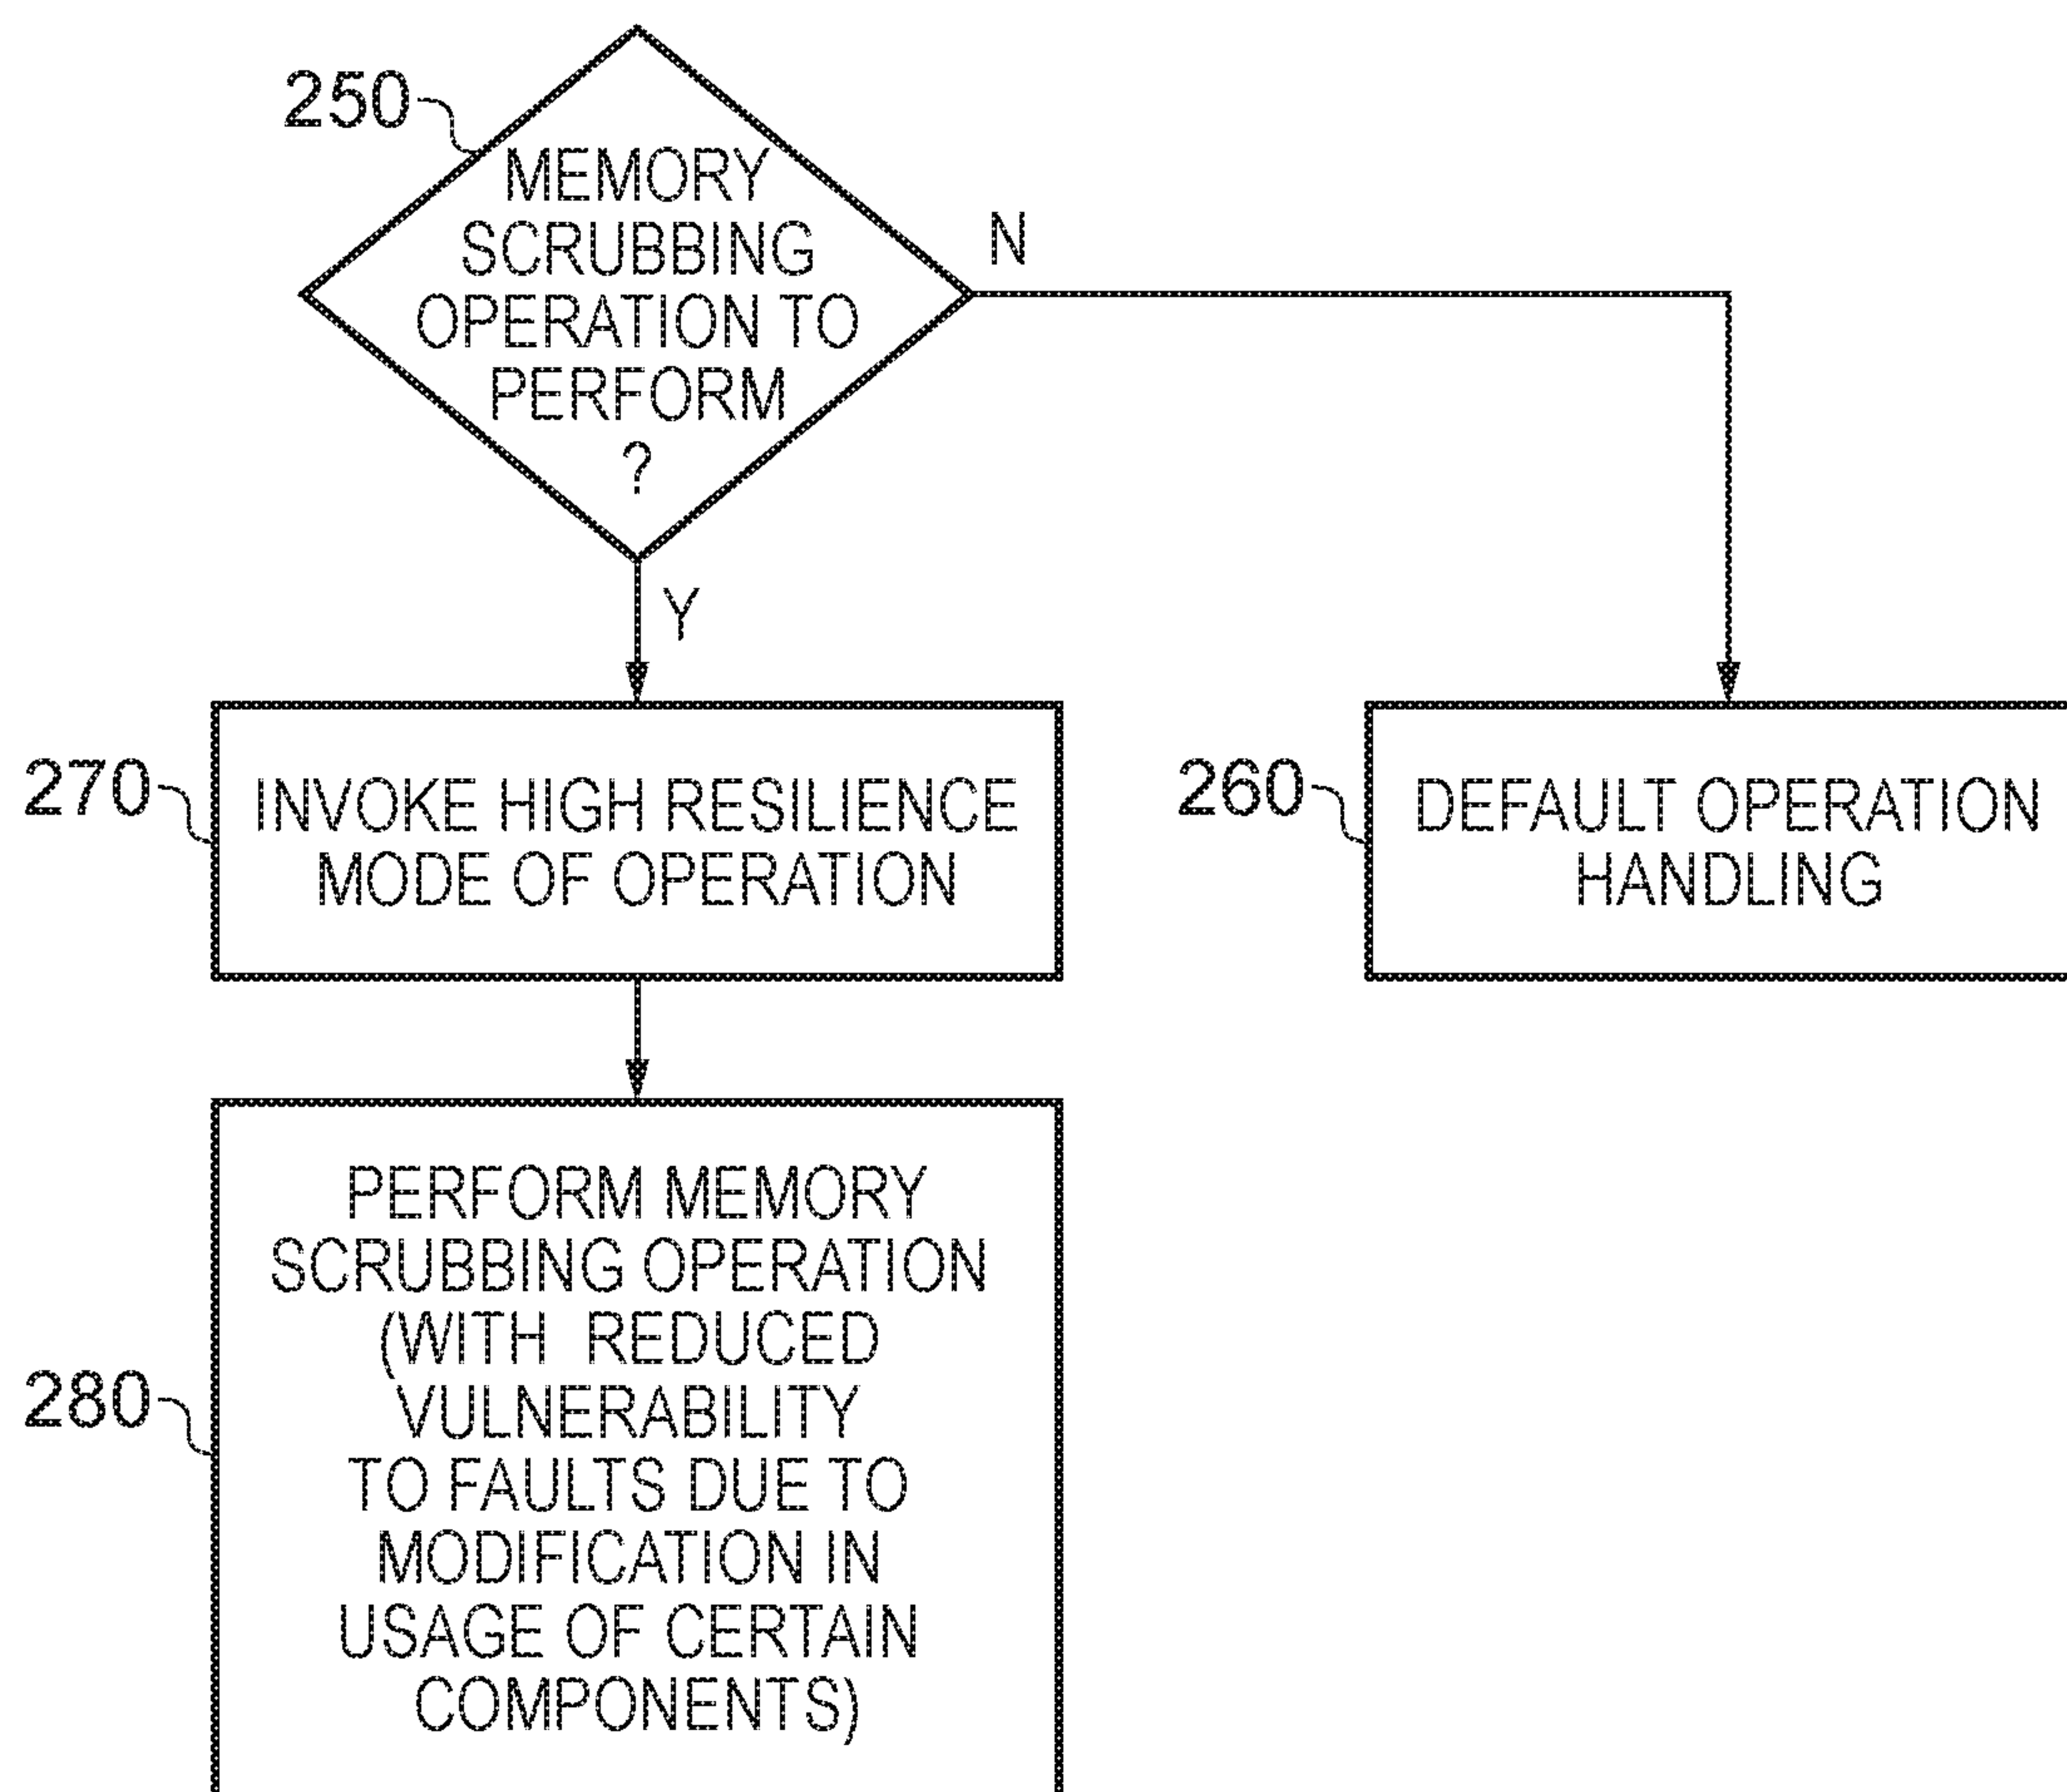 250
MEMORY
SCRUBBING
OPERATION TO
PERFORM
?
N
Y
270
INVOKE HIGH RESILIENCE
MODE OF OPERATION
260
DEFAULT OPERATION
HANDLING
280
PERFORM MEMORY
SCRUBBING OPERATION
(WITH REDUCED
VULNERABILITY
TO FAULTS DUE TO
MODIFICATION IN
USAGE OF CERTAIN
COMPONENTS)